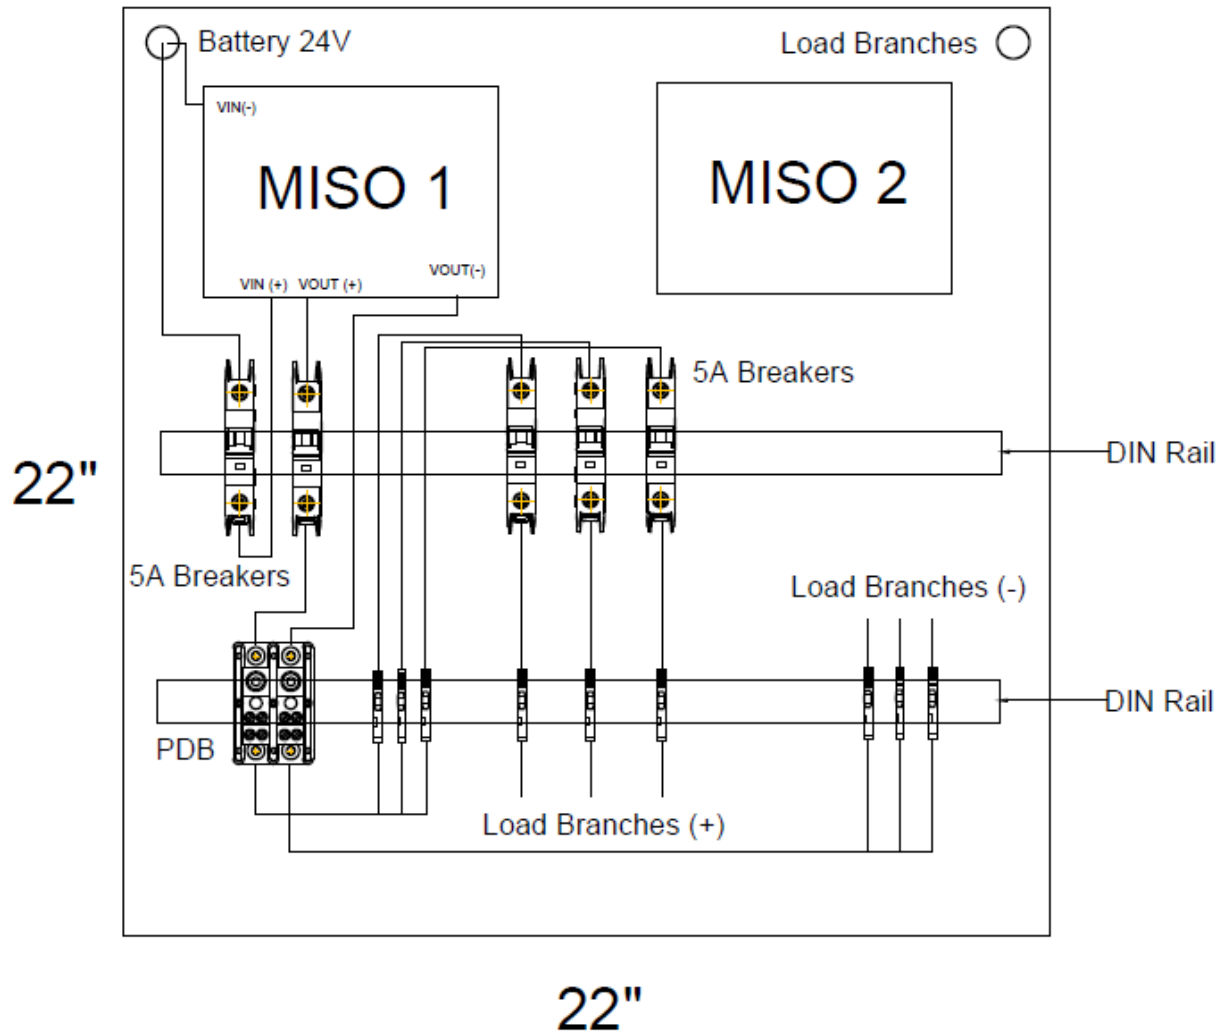 Battery 24V
Load Branches
VIN(-)
MISO 1
MISO 2
VOUT(-)
VIN (+)
VOUT (+)
5A Breakers
DIN Rail
22"
5A Breakers
Load Branches (-)
DIN Rail
PDB
Load Branches (+)
22"